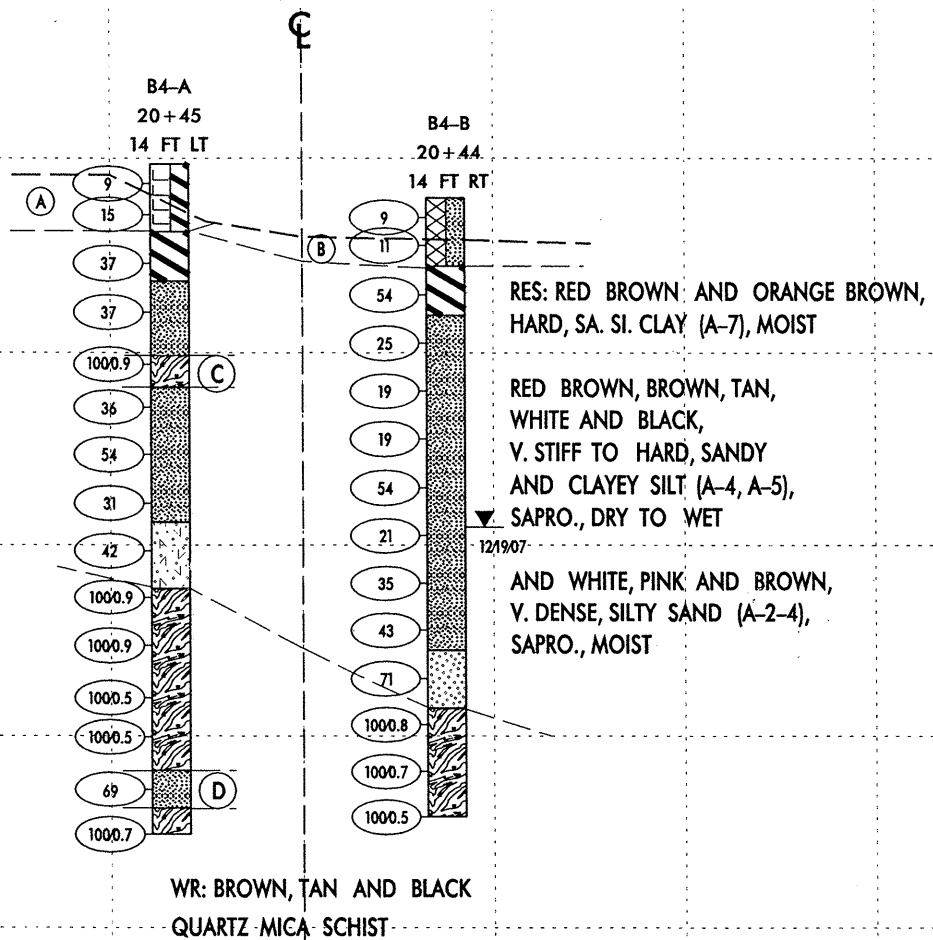 CL
B4-A
20+45
14 FT LT
B4-B
20+44
14 FT RT
A
9
15
37
37
100/0.9
36
54
31
42
100/0.9
100/0.9
100/0.5
100/0.5
69
100/0.7
B
C
D
9
11
54
25
19
19
54
21
35
43
71
100/0.8
100/0.7
100/0.5
12/19/07
RES: RED BROWN AND ORANGE BROWN,
HARD, SA. SI. CLAY (A-7), MOIST
RED BROWN, BROWN, TAN,
WHITE AND BLACK,
V. STIFF TO HARD, SANDY
AND CLAYEY SILT (A-4, A-5),
SAPRO., DRY TO WET
AND WHITE, PINK AND BROWN,
V. DENSE, SILTY SAND (A-2-4),
SAPRO., MOIST
WR: BROWN, TAN AND BLACK
QUARTZ MICA SCHIST